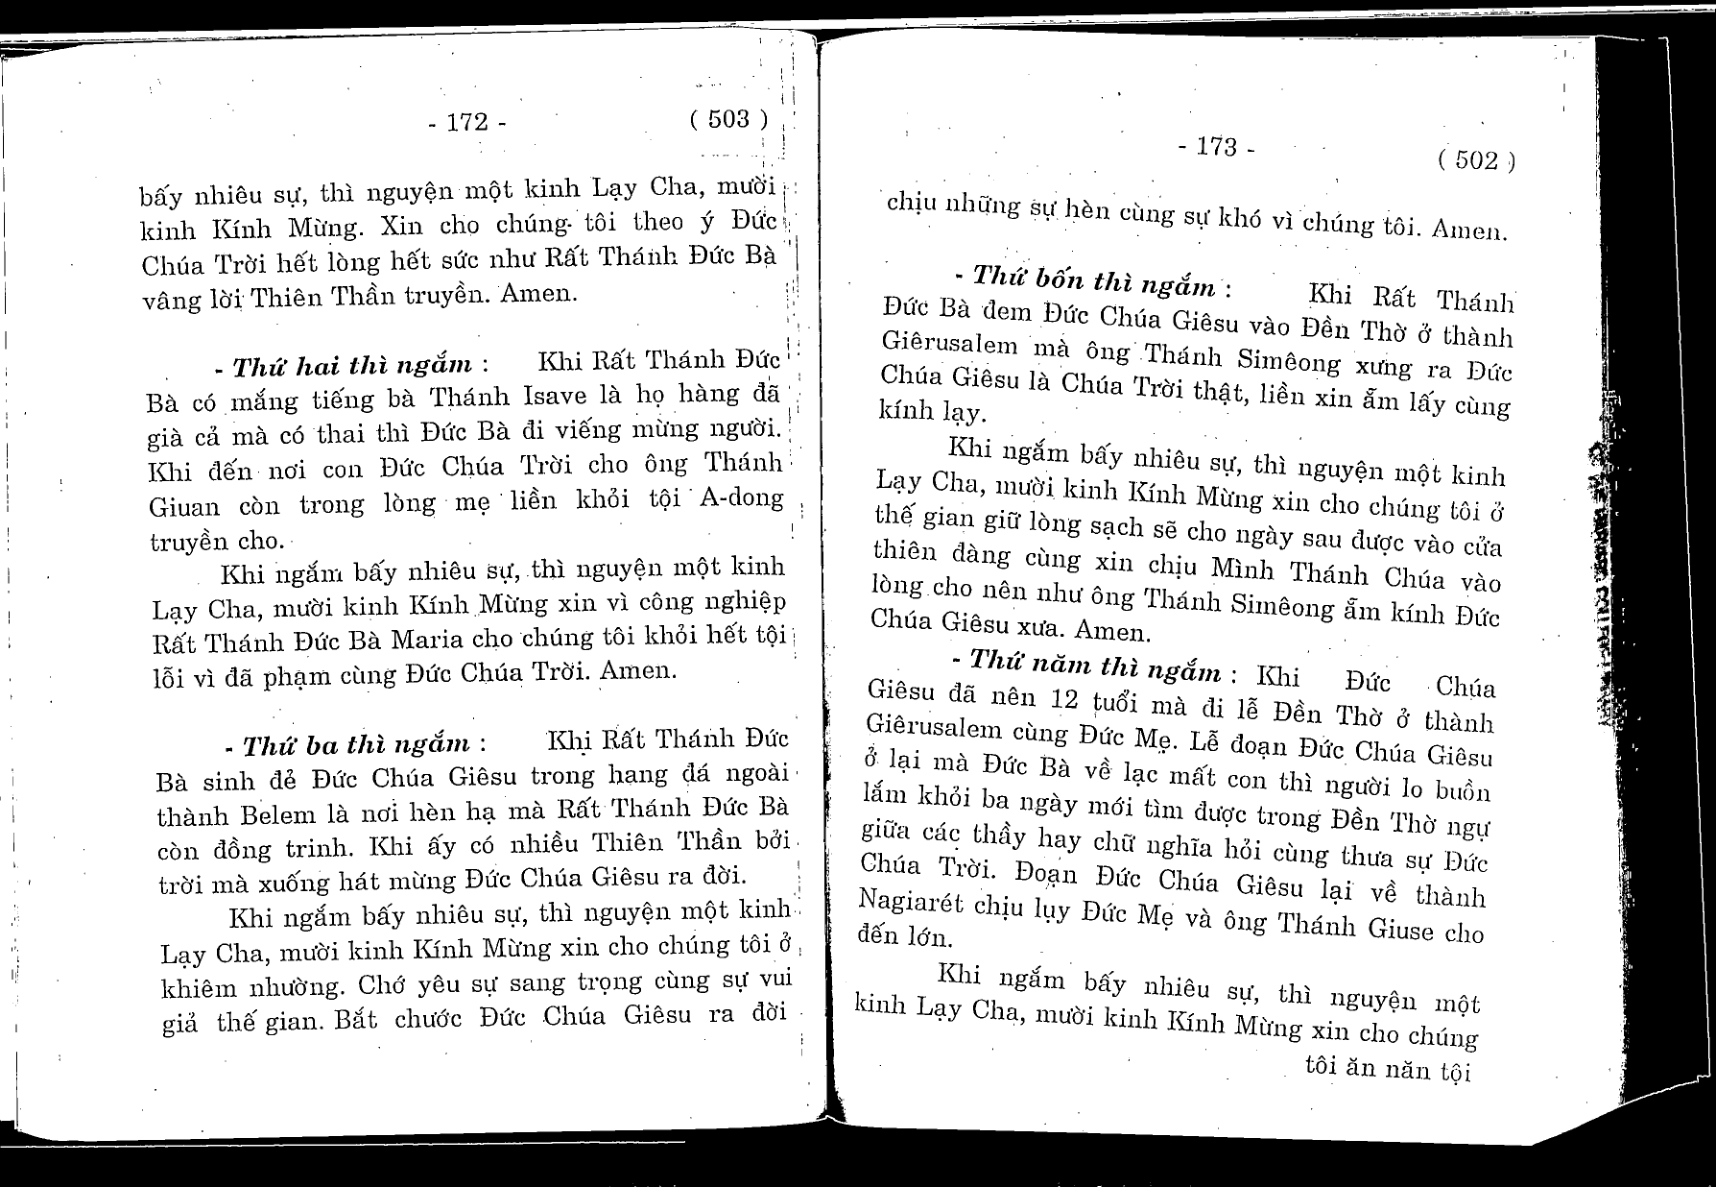 - 172 - ( 503 )
bấy nhiêu sự, thì nguyện một kinh Lạy Cha, mười
kinh Kính Mừng. Xin cho chúng tôi theo ý Đức
Chúa Trời hết lòng hết sức như Rất Thánh Đức Bà
vâng lời Thiên Thần truyền. Amen.
- Thứ hai thì ngắm : Khi Rất Thánh Đức
Bà có mắng tiếng bà Thánh Isave là họ hàng đã
già cả mà có thai thì Đức Bà đi viếng mừng người.
Khi đến nơi con Đức Chúa Trời cho ông Thánh
Giuan còn trong lòng mẹ liền khỏi tội A-dong
truyền cho.
Khi ngắm bấy nhiêu sự, thì nguyện một kinh
Lạy Cha, mười kinh Kính Mừng xin vì công nghiệp
Rất Thánh Đức Bà Maria cho chúng tôi khỏi hết tội
lỗi vì đã phạm cùng Đức Chúa Trời. Amen.
- Thứ ba thì ngắm : Khi Rất Thánh Đức
Bà sinh đẻ Đức Chúa Giêsu trong hang đá ngoài
thành Belem là nơi hèn hạ mà Rất Thánh Đức Bà
còn đồng trinh. Khi ấy có nhiều Thiên Thần bởi
trời mà xuống hát mừng Đức Chúa Giêsu ra đời.
Khi ngắm bấy nhiêu sự, thì nguyện một kinh
Lạy Cha, mười kinh Kính Mừng xin cho chúng tôi ở
khiêm nhường. Chớ yêu sự sang trọng cùng sự vui
giả thế gian. Bắt chước Đức Chúa Giêsu ra đời
- 173 - ( 502 )
chịu những sự hèn cùng sự khó vì chúng tôi. Amen.
- Thứ bốn thì ngắm : Khi Rất Thánh
Đức Bà đem Đức Chúa Giêsu vào Đền Thờ ở thành
Giêrusalem mà ông Thánh Simêong xưng ra Đức
Chúa Giêsu là Chúa Trời thật, liền xin ẵm lấy cùng
kính lạy.
Khi ngắm bấy nhiêu sự, thì nguyện một kinh
Lạy Cha, mười kinh Kính Mừng xin cho chúng tôi ở
thế gian giữ lòng sạch sẽ cho ngày sau được vào cửa
thiên đàng cùng xin chịu Mình Thánh Chúa vào
lòng cho nên như ông Thánh Simêong ẵm kính Đức
Chúa Giêsu xưa. Amen.
- Thứ năm thì ngắm : Khi Đức Chúa
Giêsu đã nên 12 tuổi mà đi lễ Đền Thờ ở thành
Giêrusalem cùng Đức Mẹ. Lễ đoạn Đức Chúa Giêsu
ở lại mà Đức Bà về lạc mất con thì người lo buồn
lắm khỏi ba ngày mới tìm được trong Đền Thờ ngự
giữa các thầy hay chữ nghĩa hỏi cùng thưa sự Đức
Chúa Trời. Đoạn Đức Chúa Giêsu lại về thành
Nagiarét chịu lụy Đức Mẹ và ông Thánh Giuse cho
đến lớn.
Khi ngắm bấy nhiêu sự, thì nguyện một
kinh Lạy Cha, mười kinh Kính Mừng xin cho chúng
tôi ăn năn tội